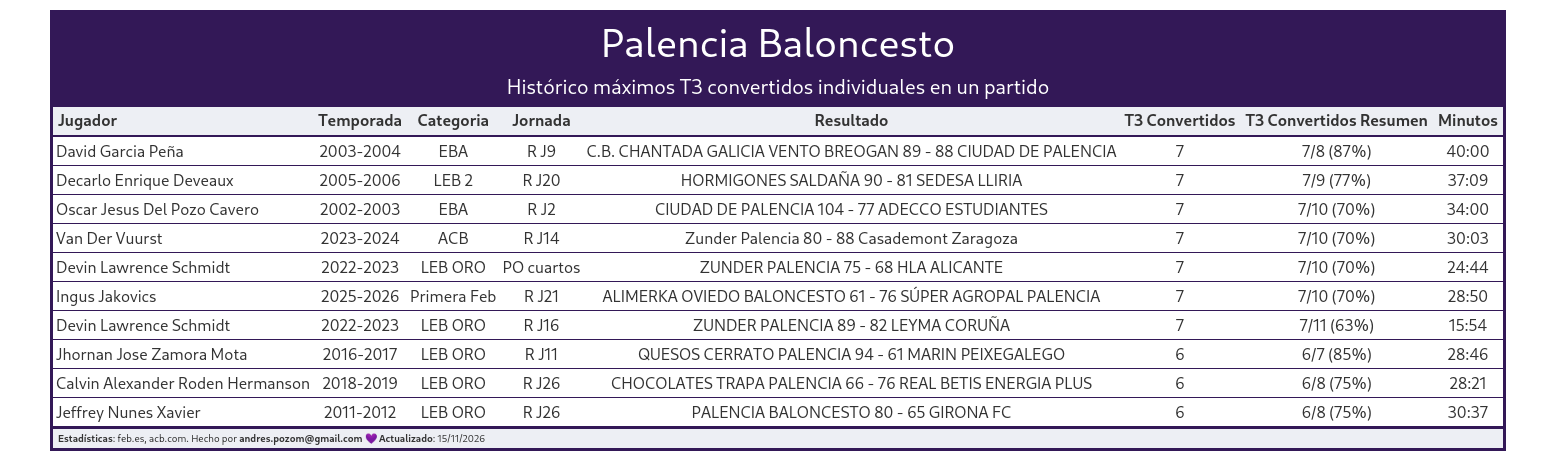 Palencia Baloncesto
Histórico máximos T3 convertidos individuales en un partido
Jugador Temporada Categoria Jornada Resultado T3 Convertidos T3 Convertidos Resumen Minutos
David Garcia Peña 2003-2004 EBA R J9 C.B. CHANTADA GALICIA VENTO BREOGAN 89 - 88 CIUDAD DE PALENCIA 7 7/8 (87%) 40:00
Decarlo Enrique Deveaux 2005-2006 LEB 2 R J20 HORMIGONES SALDAÑA 90 - 81 SEDESA LLIRIA 7 7/9 (77%) 37:09
Oscar Jesus Del Pozo Cavero 2002-2003 EBA R J2 CIUDAD DE PALENCIA 104 - 77 ADECCO ESTUDIANTES 7 7/10 (70%) 34:00
Van Der Vuurst 2023-2024 ACB R J14 Zunder Palencia 80 - 88 Casademont Zaragoza 7 7/10 (70%) 30:03
Devin Lawrence Schmidt 2022-2023 LEB ORO PO cuartos ZUNDER PALENCIA 75 - 68 HLA ALICANTE 7 7/10 (70%) 24:44
Ingus Jakovics 2025-2026 Primera Feb R J21 ALIMERKA OVIEDO BALONCESTO 61 - 76 SÚPER AGROPAL PALENCIA 7 7/10 (70%) 28:50
Devin Lawrence Schmidt 2022-2023 LEB ORO R J16 ZUNDER PALENCIA 89 - 82 LEYMA CORUÑA 7 7/11 (63%) 15:54
Jhornan Jose Zamora Mota 2016-2017 LEB ORO R J11 QUESOS CERRATO PALENCIA 94 - 61 MARIN PEIXEGALEGO 6 6/7 (85%) 28:46
Calvin Alexander Roden Hermanson 2018-2019 LEB ORO R J26 CHOCOLATES TRAPA PALENCIA 66 - 76 REAL BETIS ENERGIA PLUS 6 6/8 (75%) 28:21
Jeffrey Nunes Xavier 2011-2012 LEB ORO R J26 PALENCIA BALONCESTO 80 - 65 GIRONA FC 6 6/8 (75%) 30:37
Estadísticas: feb.es, acb.com. Hecho por andres.pozom@gmail.com 💜 Actualizado: 15/11/2026